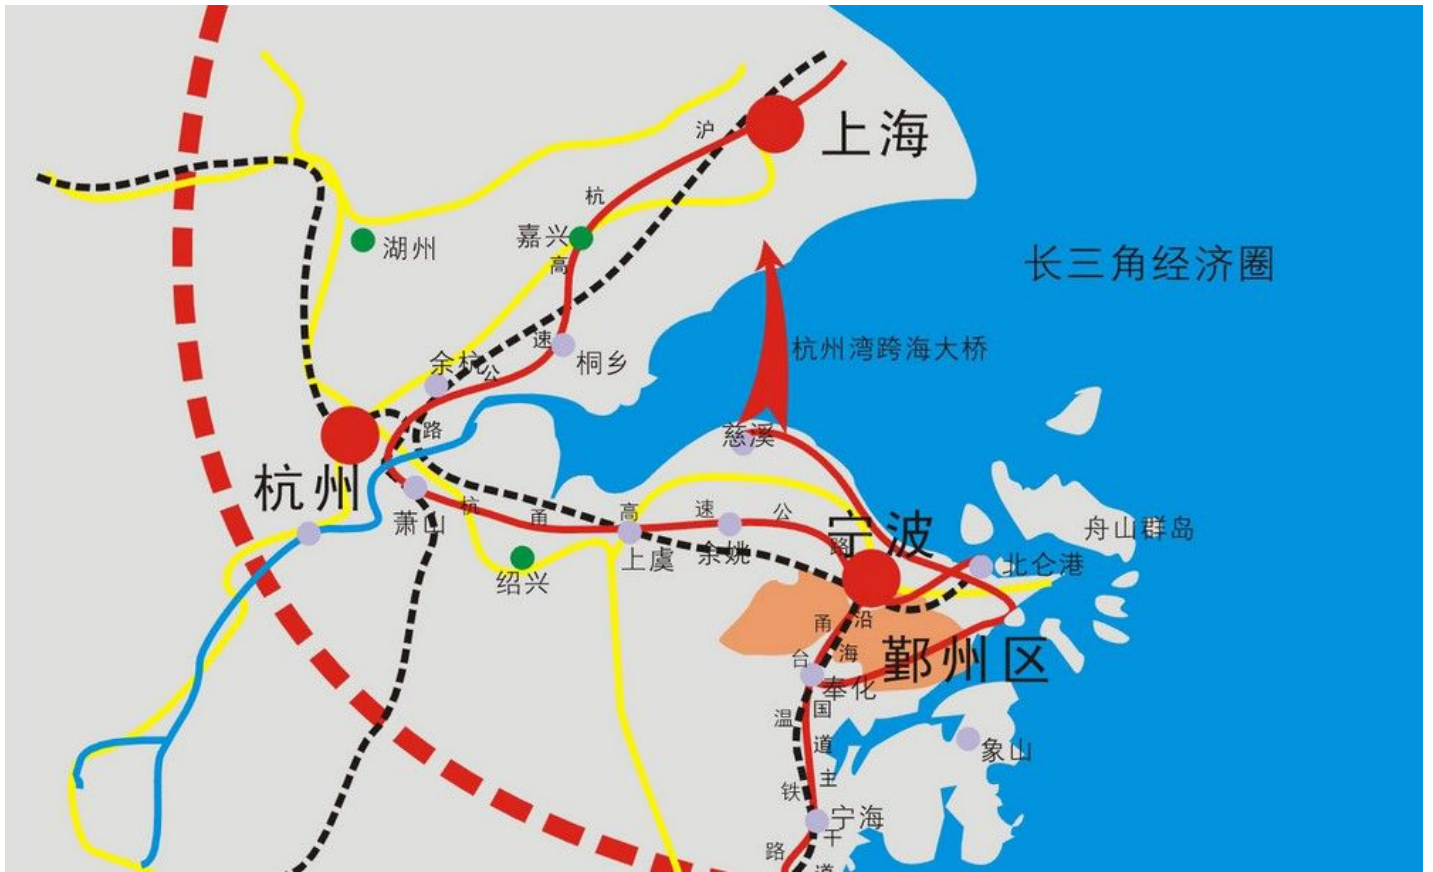 上海
沪
杭
嘉兴
湖州
高
长三角经济圈
速
杭州湾跨海大桥
桐乡
余杭
公
路
慈溪
杭州
萧山
杭
甬
高
速
公
路
宁波
舟山群岛
上虞
余姚
北仑港
绍兴
甬
沿
台
海
鄞州区
奉化
温
国
道
象山
铁
主
宁海
干
路
道